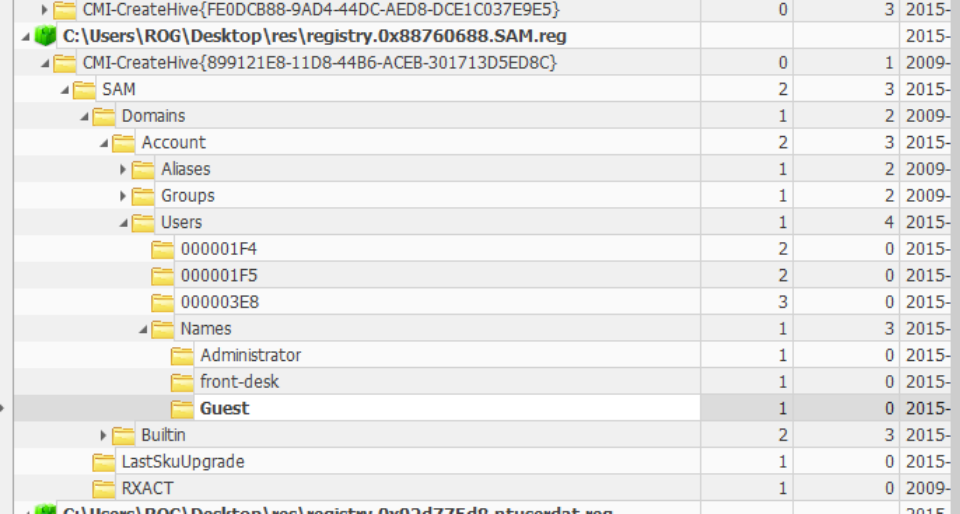 CMI-CreateHive{FE0DCB88-9AD4-44DC-AED8-DCE1C037E9E5} 0 3 2015-
C:\Users\ROG\Desktop\res\registry.0x88760688.SAM.reg 2015-
CMI-CreateHive{899121E8-11D8-44B6-ACEB-301713D5ED8C} 0 1 2009-
SAM 2 3 2015-
Domains 1 2 2009-
Account 2 3 2015-
Aliases 1 2 2009-
Groups 1 2 2009-
Users 1 4 2015-
000001F4 2 0 2015-
000001F5 2 0 2015-
000003E8 3 0 2015-
Names 1 3 2015-
Administrator 1 0 2015-
front-desk 1 0 2015-
Guest 1 0 2015-
Builtin 2 3 2015-
LastSkuUpgrade 1 0 2015-
RXACT 1 0 2009-
C:\Users\ROG\Desktop\res\registry.0x92d775d8.ntuserdat.reg 2015-